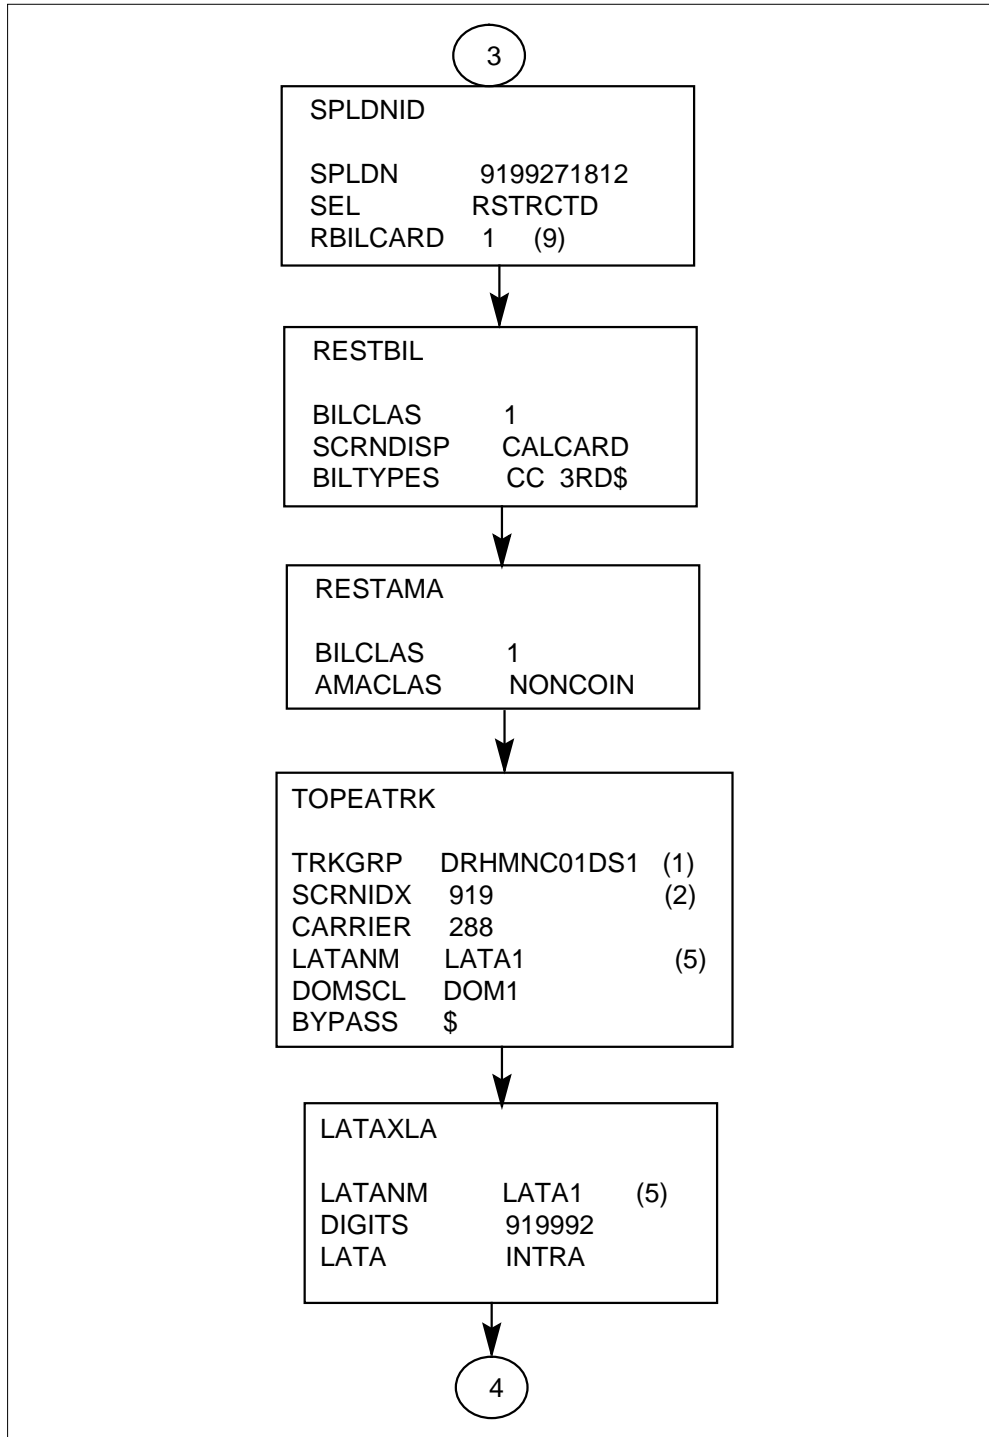 3
SPLDNID
SPLDN 9199271812
SEL RSTRCTD
RBILCARD 1 (9)
RESTBIL
BILCLAS 1
SCRNDISP CALCARD
BILTYPES CC 3RD$
RESTAMA
BILCLAS 1
AMACLAS NONCOIN
TOPEATRK
TRKGRP DRHMNC01DS1 (1)
SCRNIDX 919 (2)
CARRIER 288
LATANM LATA1 (5)
DOMSCL DOM1
BYPASS $
LATAXLA
LATANM LATA1 (5)
DIGITS 919992
LATA INTRA
4